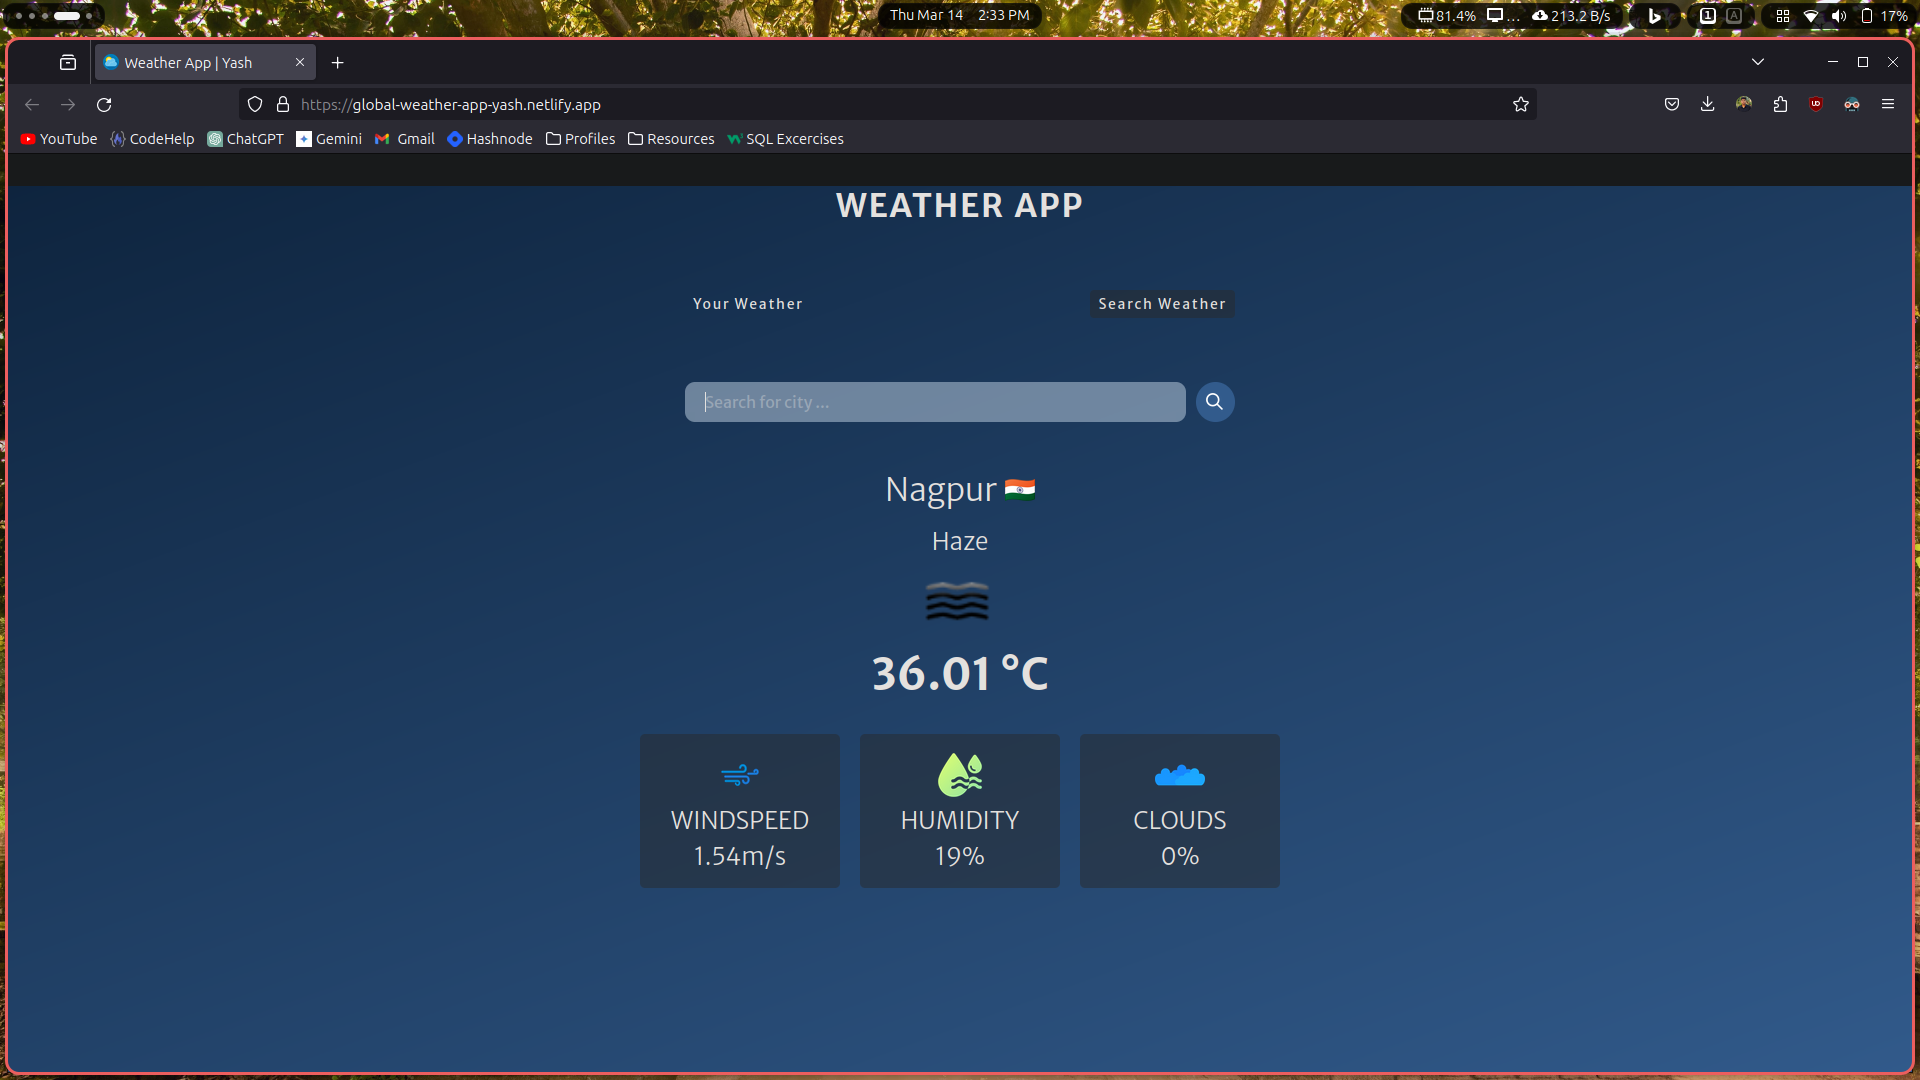 Thu Mar 14 2:33 PM
81.4% ... 213.2 B/s 1 A 17%
Weather App | Yash
https://global-weather-app-yash.netlify.app
YouTube CodeHelp ChatGPT Gemini Gmail Hashnode Profiles Resources SQL Excercises
WEATHER APP
Your Weather Search Weather
Search for city ...
Nagpur
Haze
36.01 °C
WINDSPEED HUMIDITY CLOUDS
1.54m/s 19% 0%